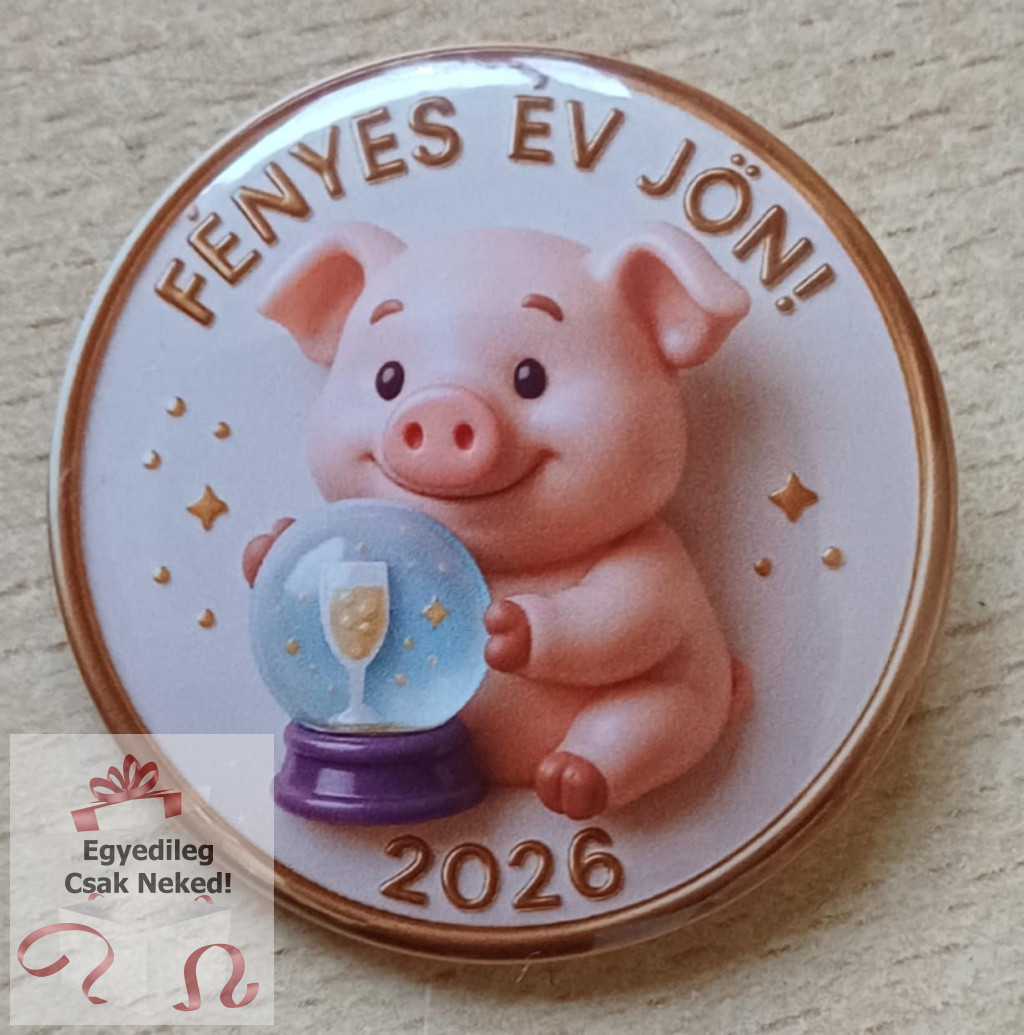 FÉNYES ÉV JÖN!
2026
Egyedileg
Csak Neked!